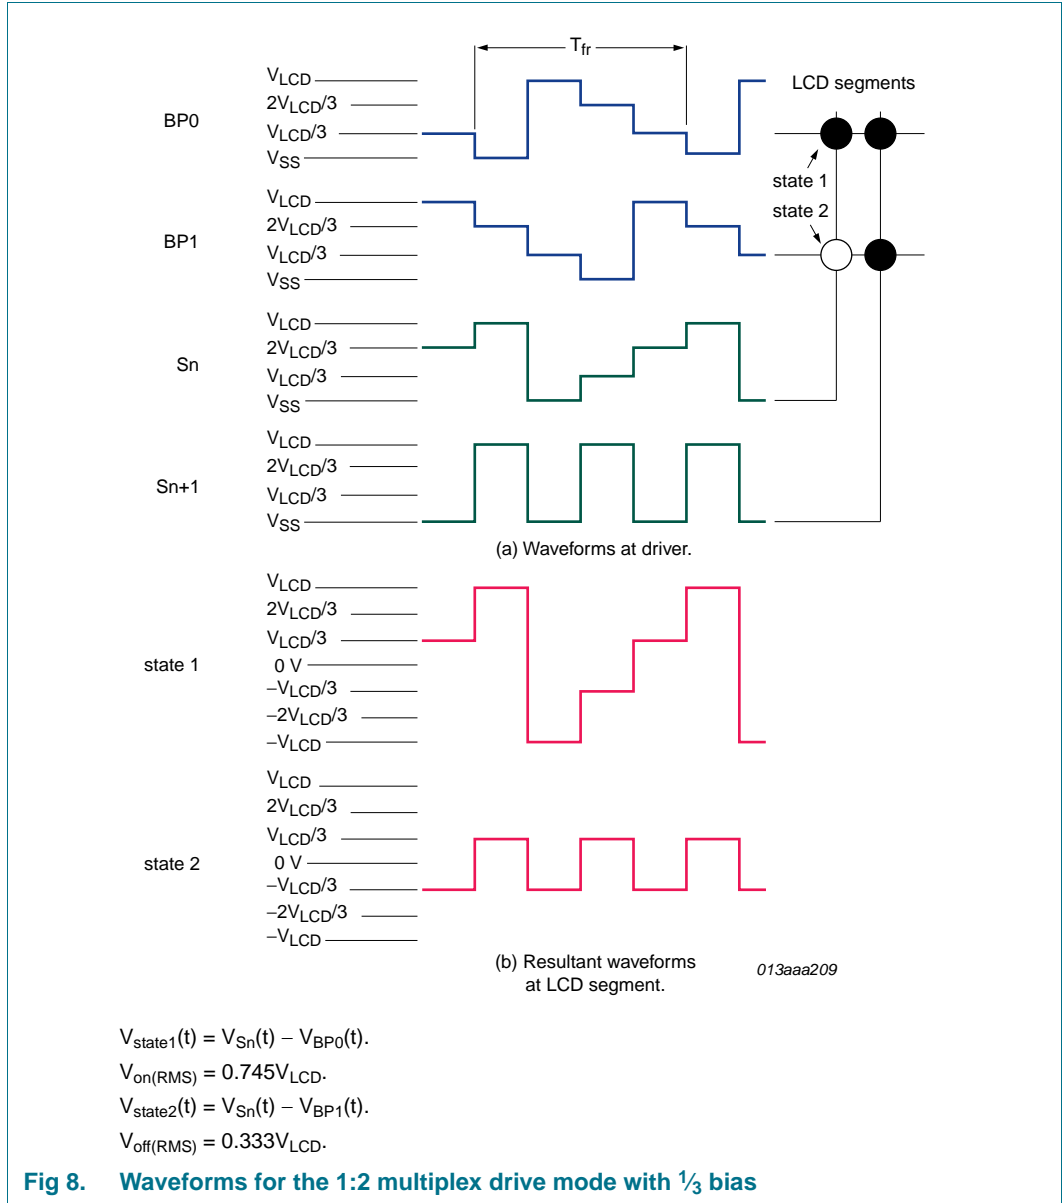 T_fr
V_LCD
2V_LCD/3
V_LCD/3
V_SS
BP0
LCD segments
state 1
state 2
V_LCD
2V_LCD/3
V_LCD/3
V_SS
BP1
V_LCD
2V_LCD/3
V_LCD/3
V_SS
Sn
V_LCD
2V_LCD/3
V_LCD/3
V_SS
Sn+1
(a) Waveforms at driver.
V_LCD
2V_LCD/3
V_LCD/3
0 V
−V_LCD/3
−2V_LCD/3
−V_LCD
state 1
V_LCD
2V_LCD/3
V_LCD/3
0 V
−V_LCD/3
−2V_LCD/3
−V_LCD
state 2
(b) Resultant waveforms
at LCD segment.
013aaa209
V_state1(t) = V_Sn(t) − V_BP0(t).
V_on(RMS) = 0.745V_LCD.
V_state2(t) = V_Sn(t) − V_BP1(t).
V_off(RMS) = 0.333V_LCD.
Fig 8. Waveforms for the 1:2 multiplex drive mode with 1⁄3 bias